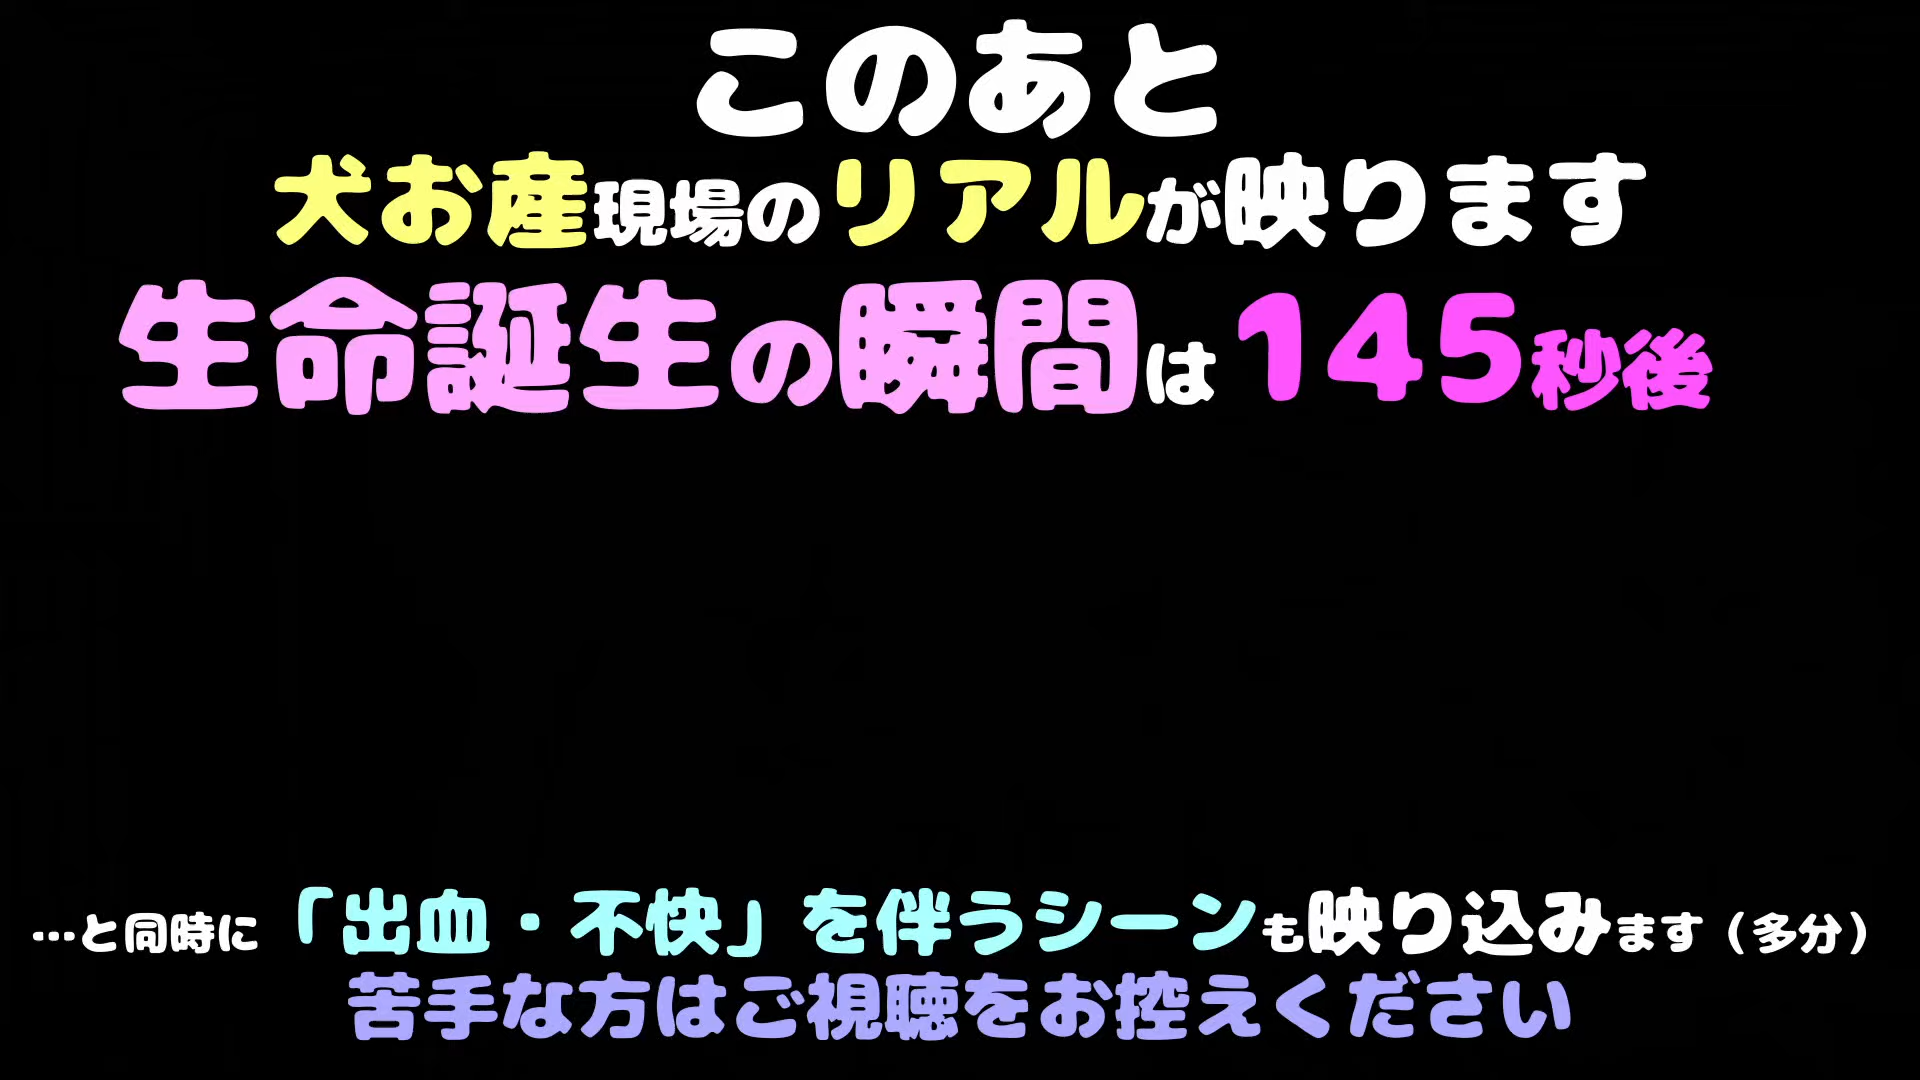 このあと
犬お産現場のリアルが映ります
生命誕生の瞬間は145秒後
…と同時に「出血・不快」を伴うシーンも映り込みます（多分）
苦手な方はご視聴をお控えください